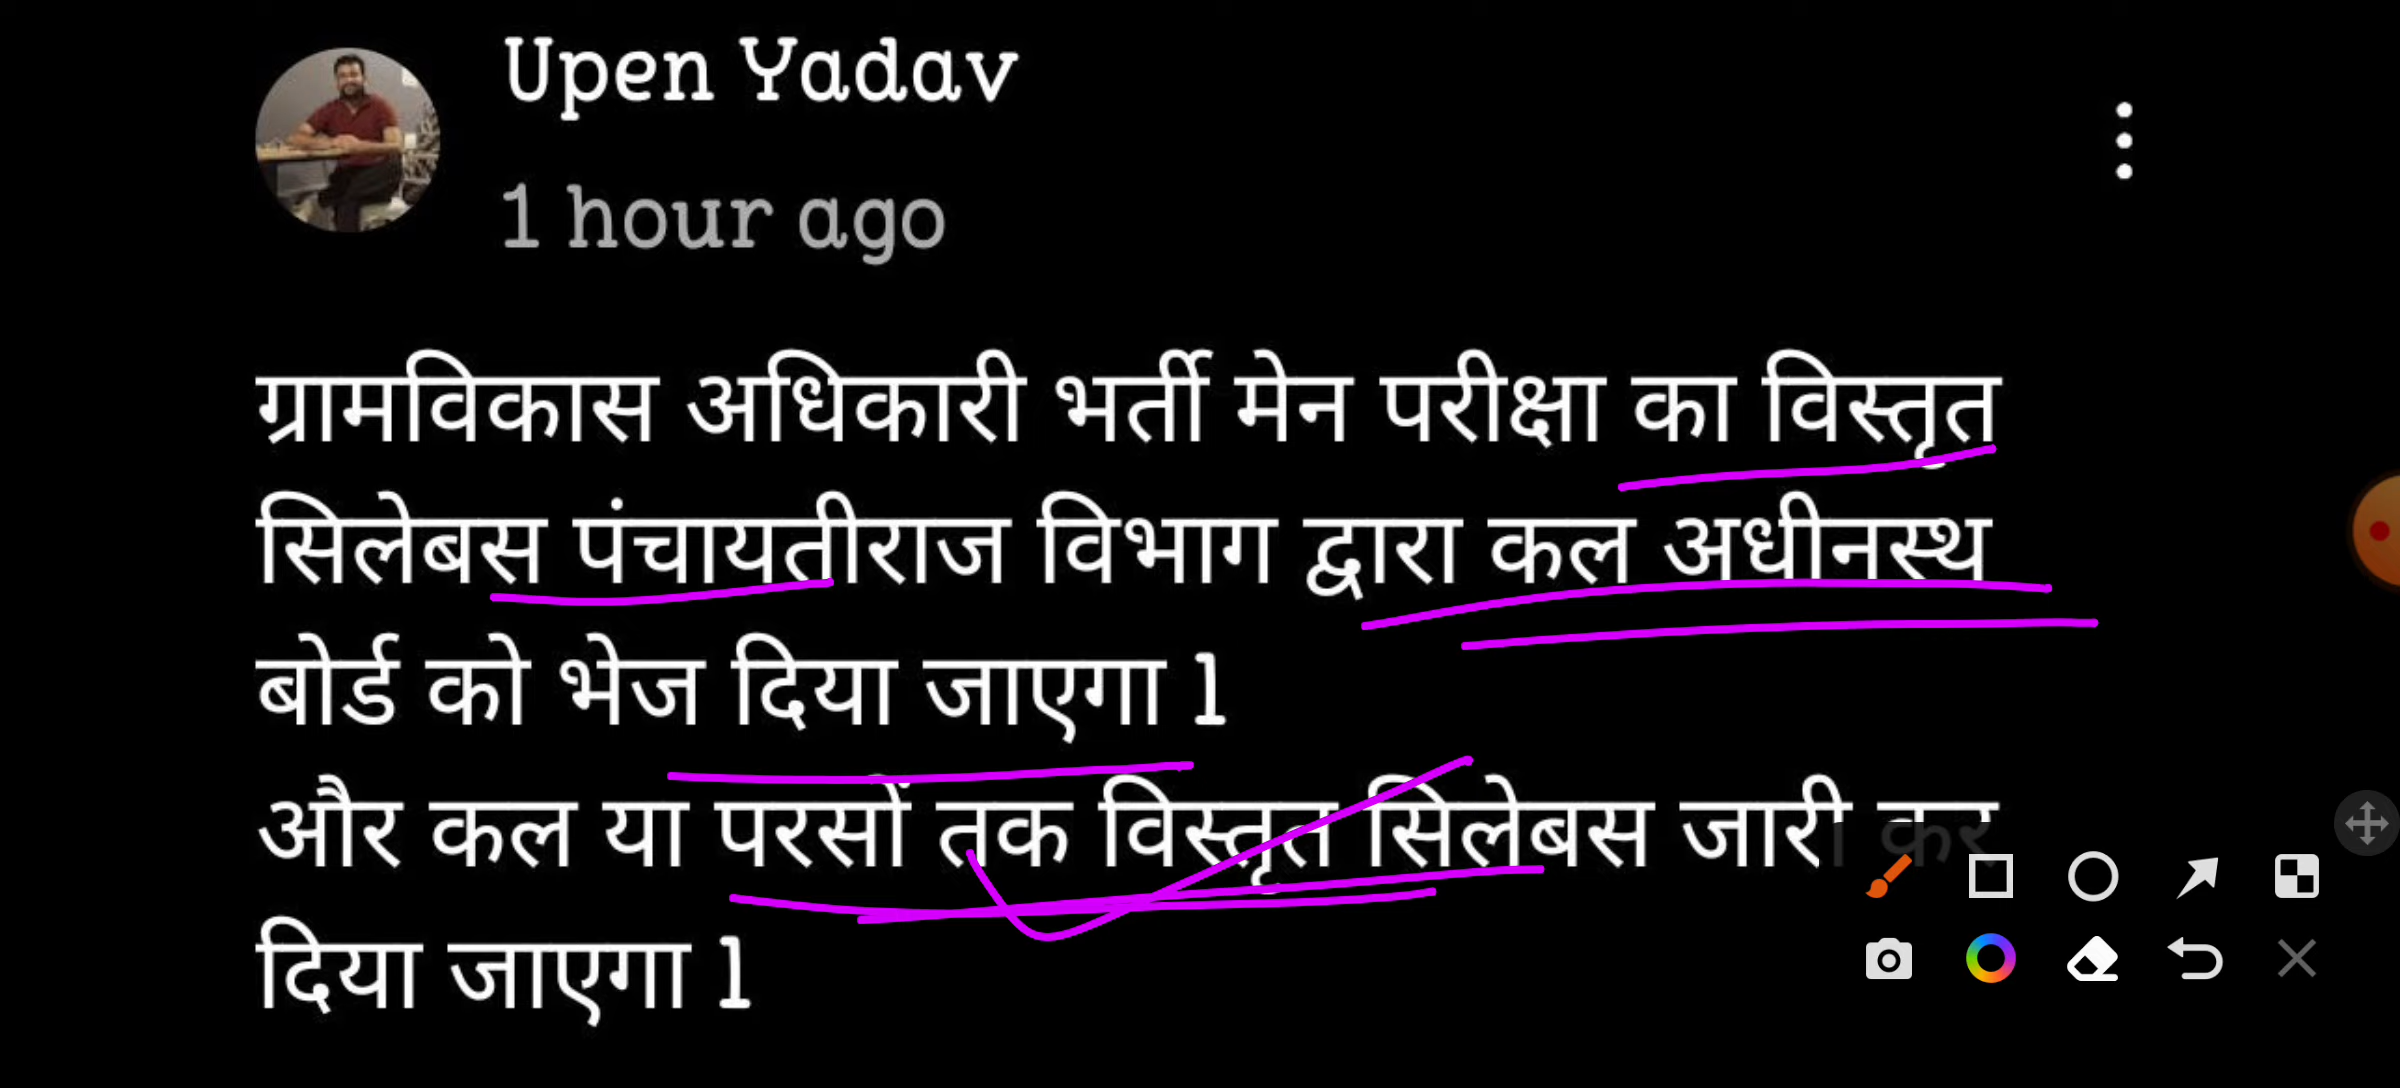 Upen Yadav
1 hour ago
ग्रामविकास अधिकारी भर्ती मेन परीक्षा का विस्तृत
सिलेबस पंचायतीराज विभाग द्वारा कल अधीनस्थ
बोर्ड को भेज दिया जाएगा l
और कल या परसों तक विस्तृत सिलेबस जारी कर
दिया जाएगा l